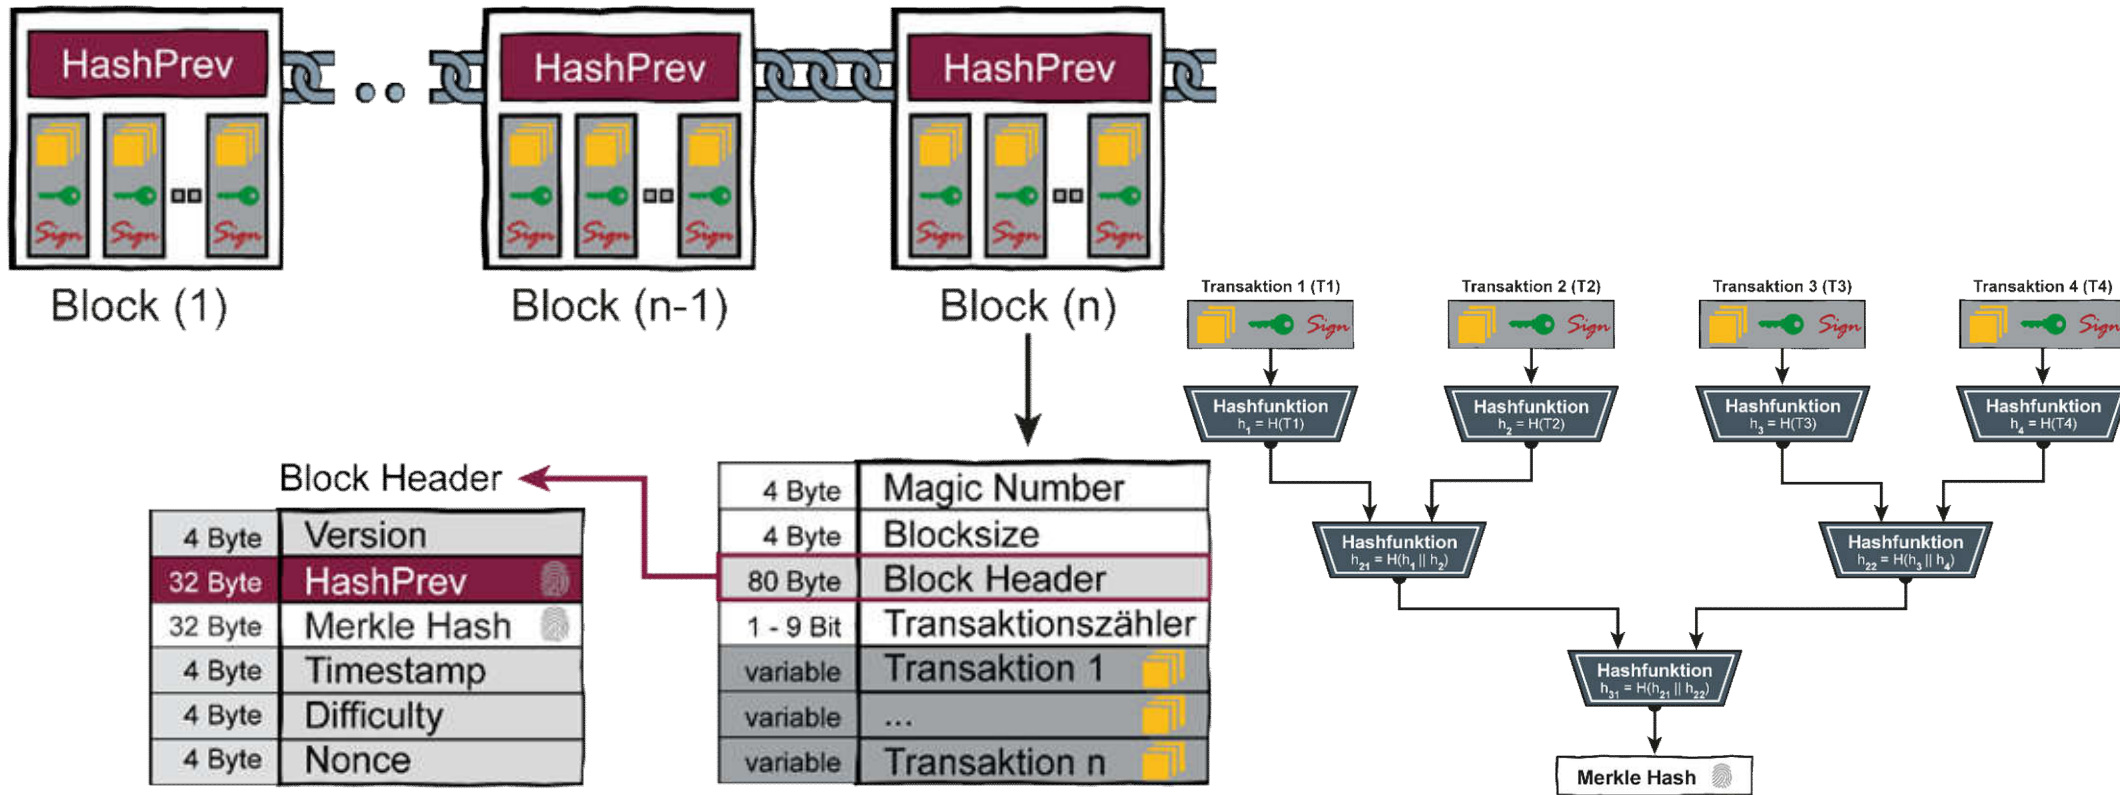 HashPrev
HashPrev
HashPrev
Sign Sign Sign
Sign Sign Sign
Sign Sign Sign
Block (1)
Block (n-1)
Block (n)
Block Header
4 Byte Version
32 Byte HashPrev
32 Byte Merkle Hash
4 Byte Timestamp
4 Byte Difficulty
4 Byte Nonce
4 Byte Magic Number
4 Byte Blocksize
80 Byte Block Header
1 - 9 Bit Transaktionszähler
variable Transaktion 1
variable ...
variable Transaktion n
Transaktion 1 (T1)
Sign
Transaktion 2 (T2)
Sign
Transaktion 3 (T3)
Sign
Transaktion 4 (T4)
Sign
Hashfunktion
h₁ = H(T1)
Hashfunktion
h₂ = H(T2)
Hashfunktion
h₃ = H(T3)
Hashfunktion
h₄ = H(T4)
Hashfunktion
h₂₁ = H(h₁ || h₂)
Hashfunktion
h₂₂ = H(h₃ || h₄)
Hashfunktion
h₃₁ = H(h₂₁ || h₂₂)
Merkle Hash